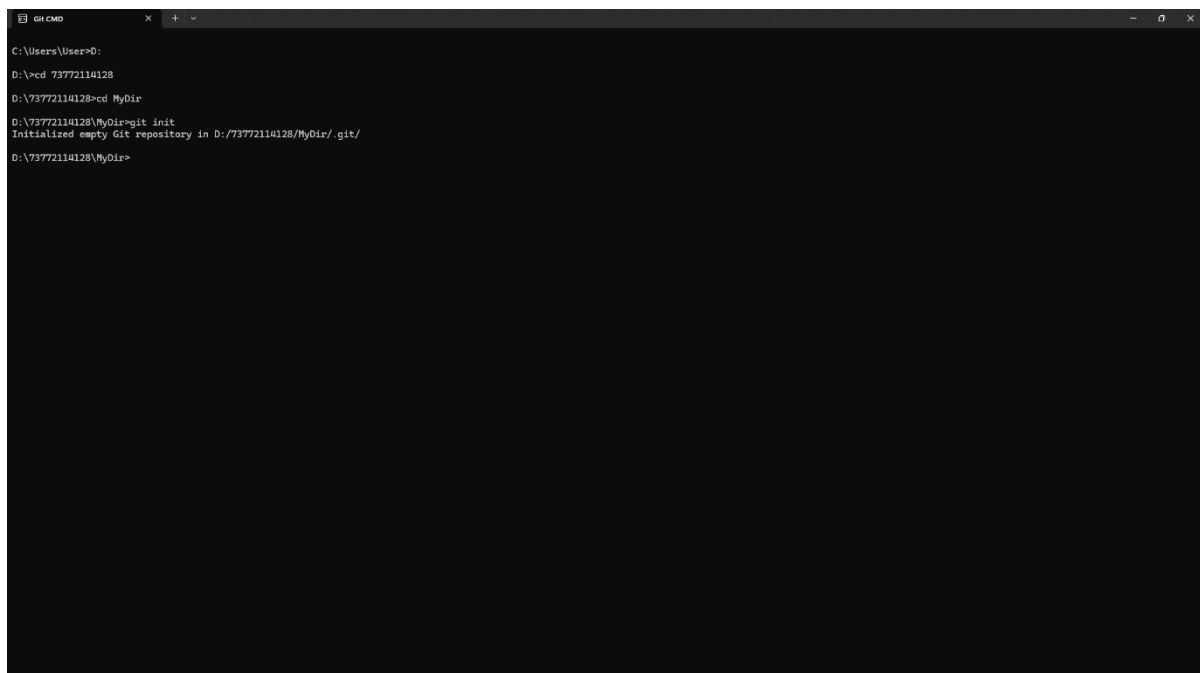 Git CMD
C:\Users\User>D:
D:\>cd 73772114128
D:\73772114128>cd MyDir
D:\73772114128\MyDir>git init
Initialized empty Git repository in D:/73772114128/MyDir/.git/
D:\73772114128\MyDir>